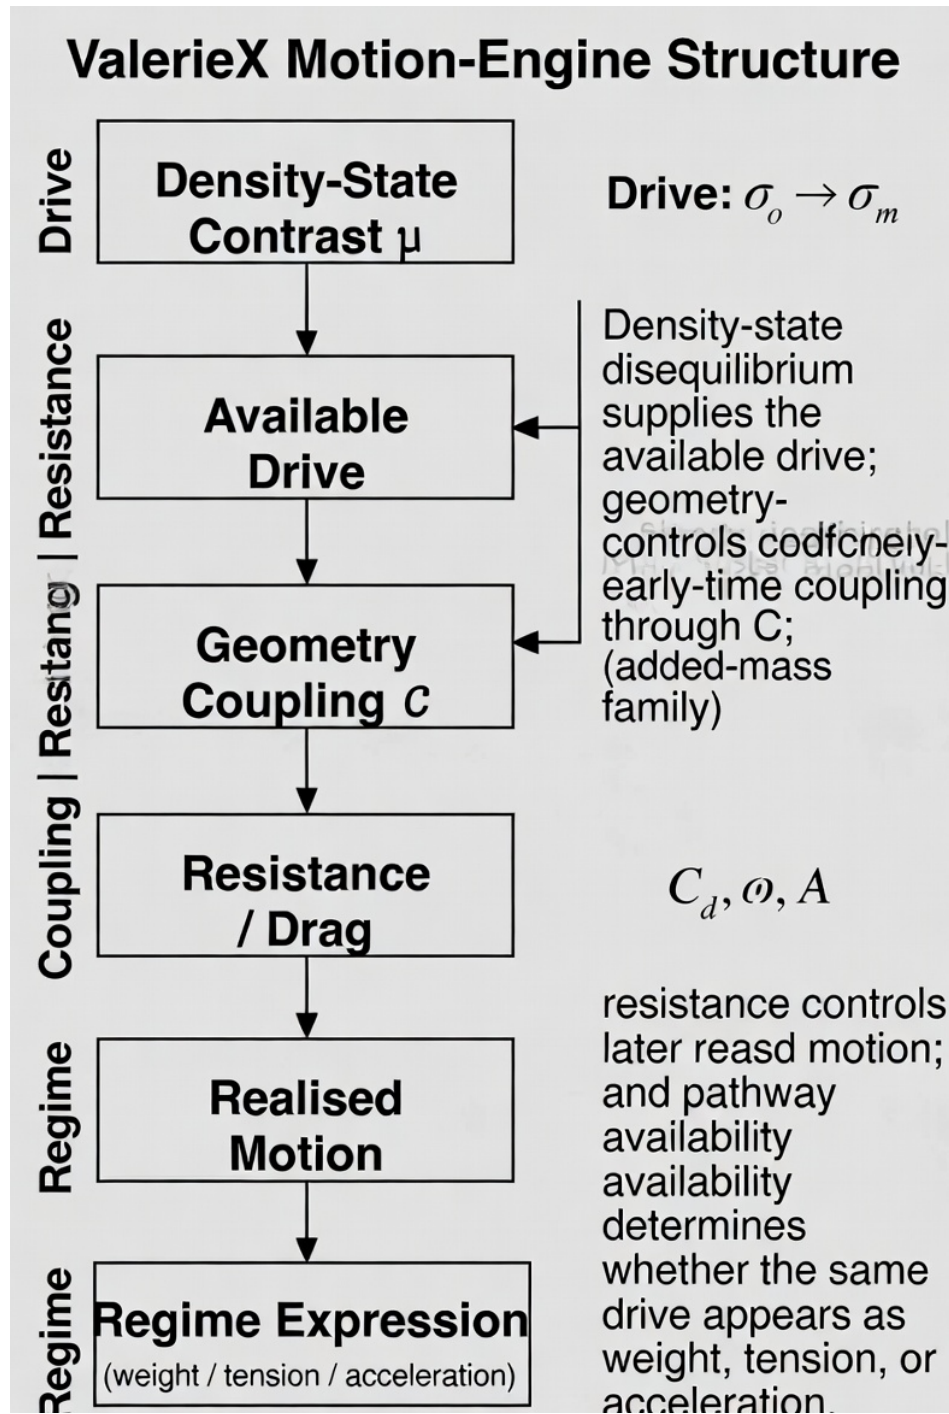 ValerieX Motion-Engine Structure
Drive
Density-State
Contrast μ
Drive: σo → σm
Resistance
Available
Drive
Density-state
disequilibrium
supplies the
available drive;
geometry-
controls
early-time coupling
through C;
(added-mass
family)
Coupling | Resitang | Resistance
Geometry
Coupling C
Resistance
/ Drag
Cd, ω, A
Regime
Realised
Motion
resistance controls
later reasd motion;
and pathway
availability
availability
determines
whether the same
drive appears as
weight, tension, or
acceleration.
Regime
Regime Expression
(weight / tension / acceleration)